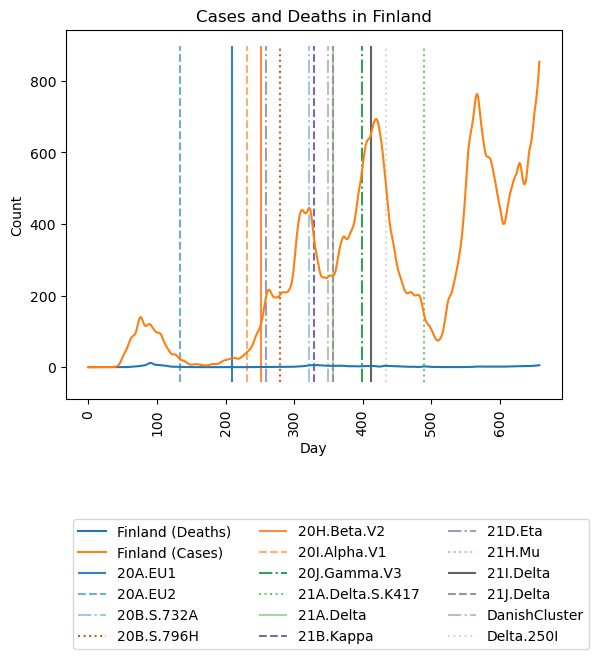 Cases and Deaths in Finland
Count
800
600
400
200
0
0
100
200
300
400
500
600
Day
Finland (Deaths)
Finland (Cases)
20A.EU1
20A.EU2
20B.S.732A
20B.S.796H
20H.Beta.V2
20I.Alpha.V1
20J.Gamma.V3
21A.Delta.S.K417
21A.Delta
21B.Kappa
21D.Eta
21H.Mu
21I.Delta
21J.Delta
DanishCluster
Delta.250I